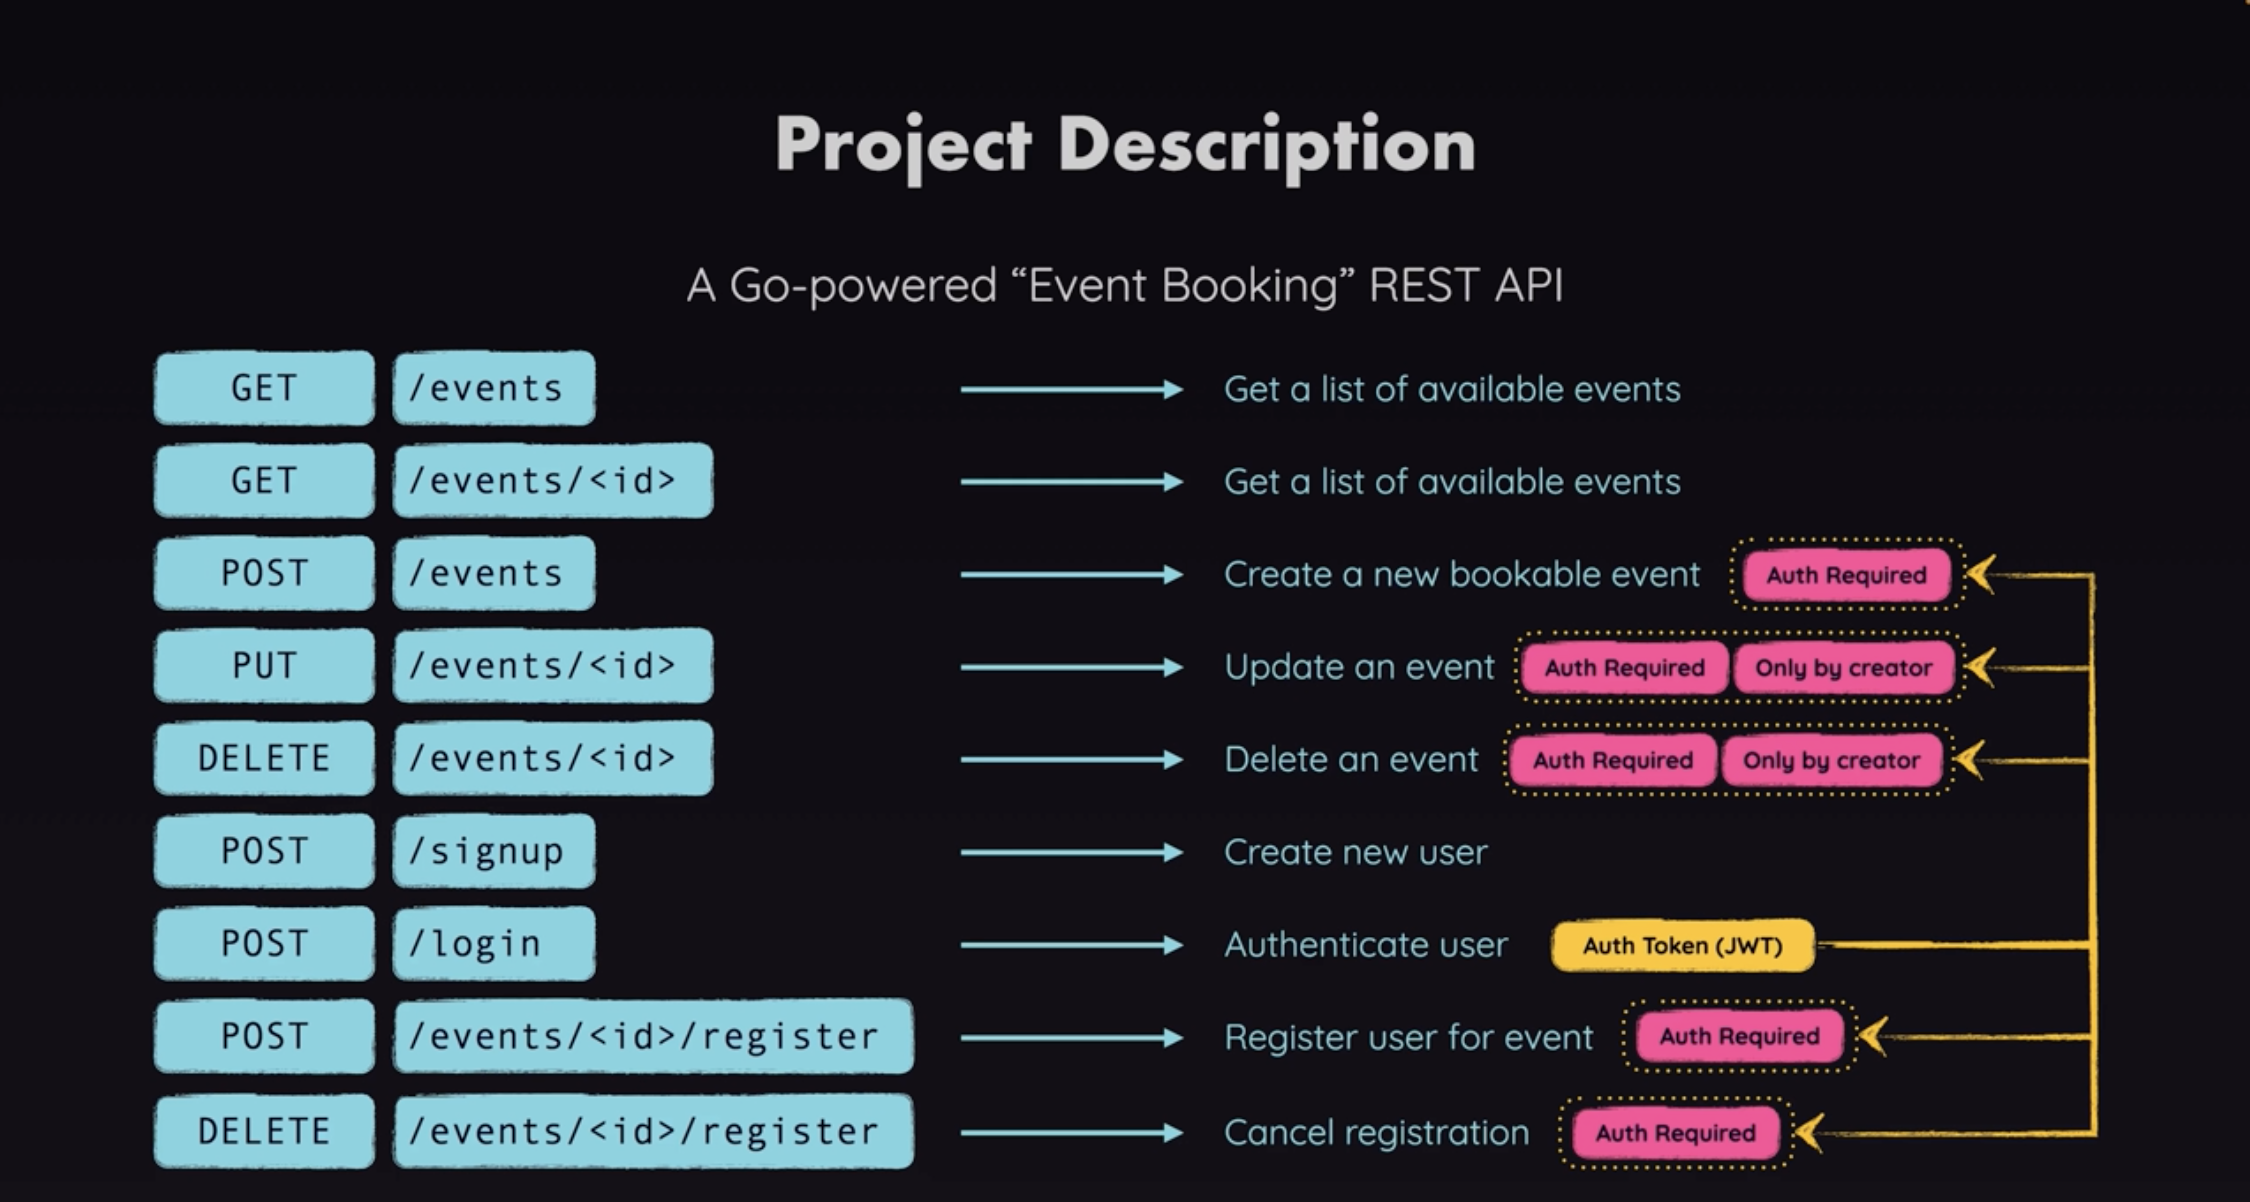 Project Description
A Go-powered “Event Booking” REST API
GET /events Get a list of available events
GET /events/<id> Get a list of available events
POST /events Create a new bookable event Auth Required
PUT /events/<id> Update an event Auth Required Only by creator
DELETE /events/<id> Delete an event Auth Required Only by creator
POST /signup Create new user
POST /login Authenticate user Auth Token (JWT)
POST /events/<id>/register Register user for event Auth Required
DELETE /events/<id>/register Cancel registration Auth Required